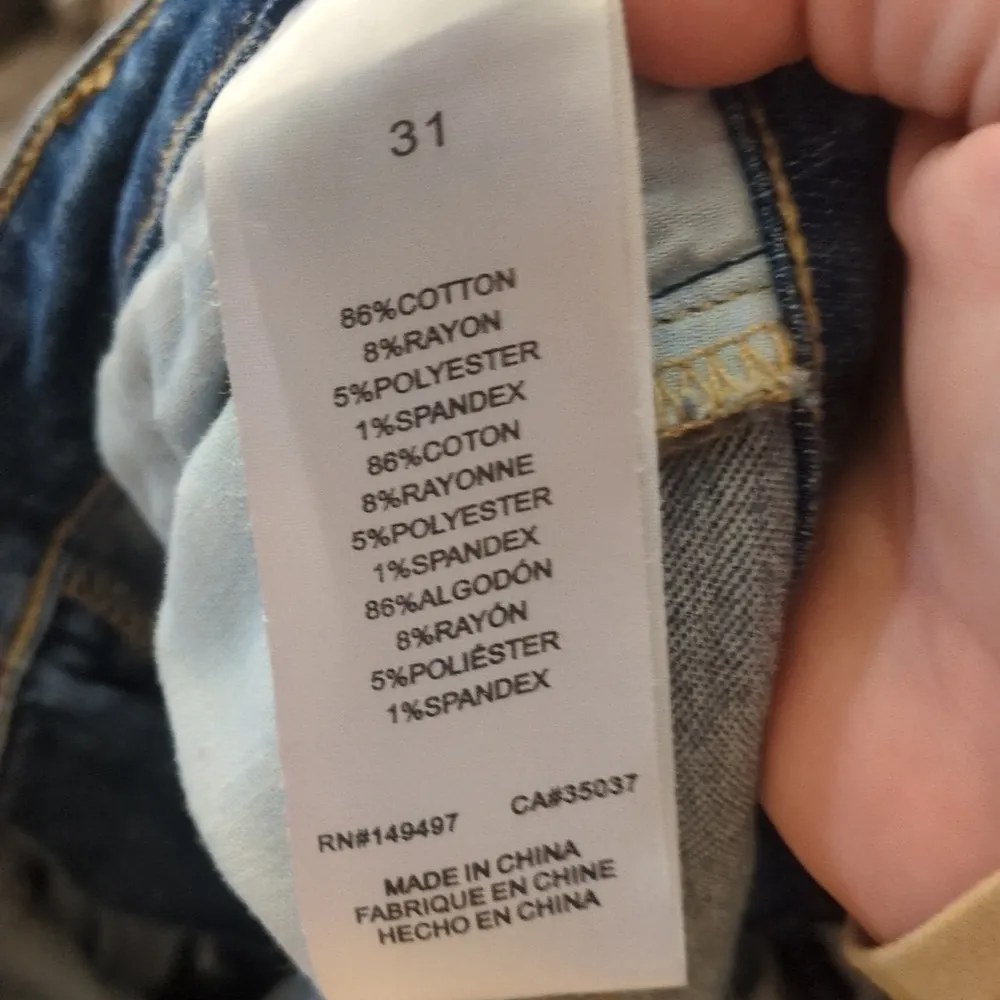 31
86%COTTON
8%RAYON
5%POLYESTER
1%SPANDEX
86%COTON
8%RAYONNE
5%POLYESTER
1%SPANDEX
86%ALGODÓN
8%RAYÓN
5%POLIÉSTER
1%SPANDEX
RN#149497 CA#35037
MADE IN CHINA
FABRIQUE EN CHINE
HECHO EN CHINA